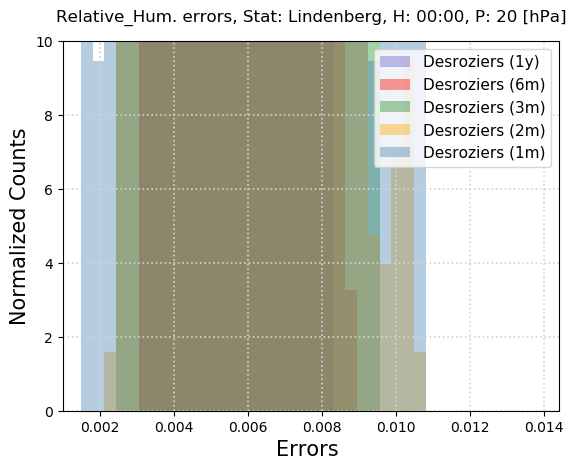 Relative_Hum. errors, Stat: Lindenberg, H: 00:00, P: 20 [hPa]
Normalized Counts
10
8
6
4
2
0
Desroziers (1y)
Desroziers (6m)
Desroziers (3m)
Desroziers (2m)
Desroziers (1m)
0.002 0.004 0.006 0.008 0.010 0.012 0.014
Errors